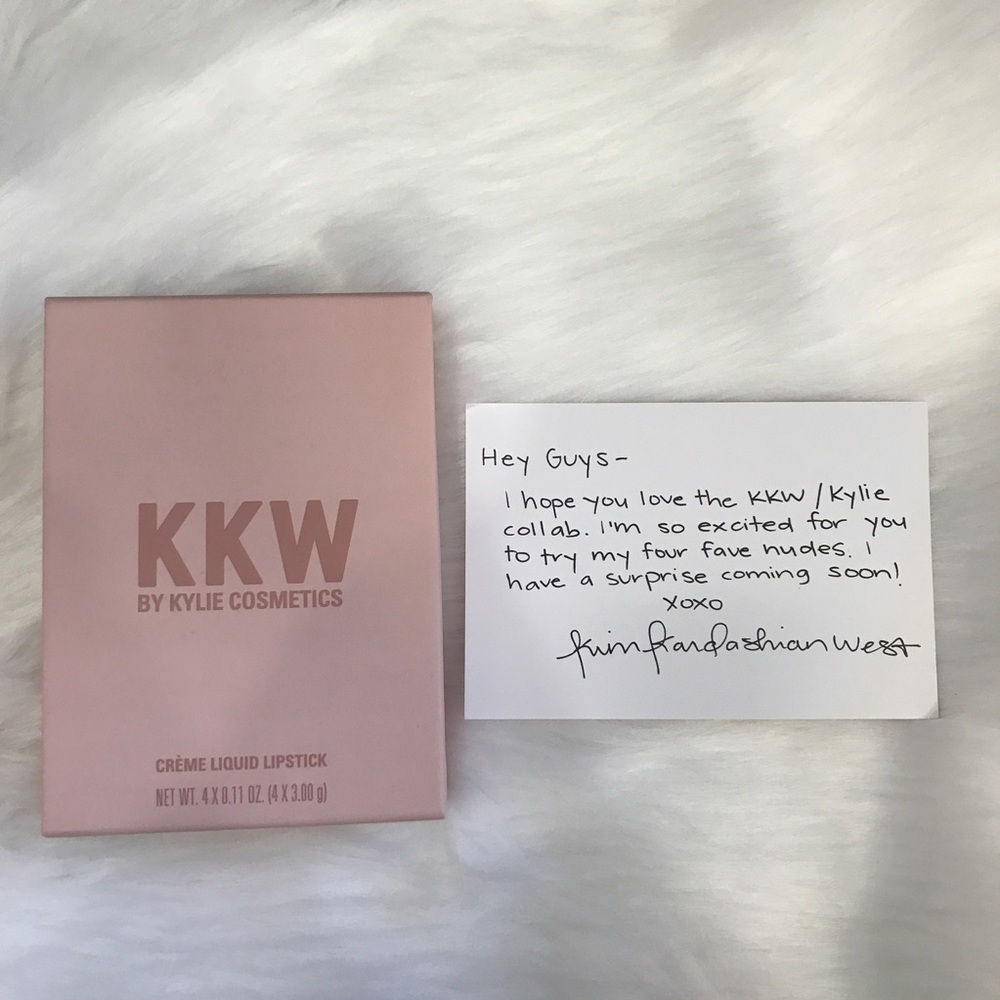 KKW
BY KYLIE COSMETICS
CRÈME LIQUID LIPSTICK
NET WT. 4 X 0.11 OZ. (4 X 3.00 g)
Hey Guys-
I hope you love the KKW/Kylie
collab. I'm so excited for you
to try my four fave nudes. I
have a surprise coming soon!
XOXO
Kim Kardashian West